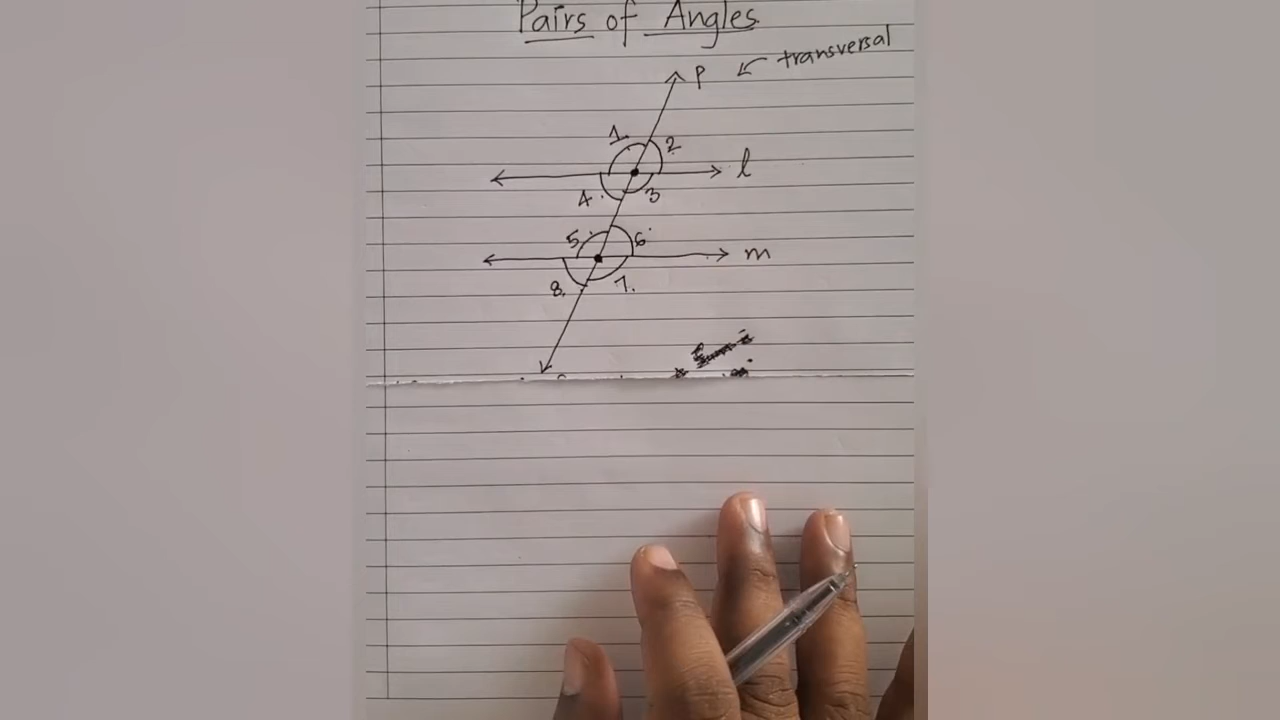 Pairs of Angles
transversal
p
1. 2.
l
4. 3
5. 6.
m
8. 7.